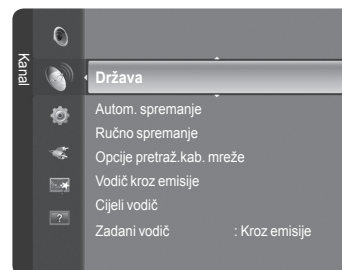 Kanal
Država
Autom. spremanje
Ručno spremanje
Opcije pretraž.kab. mreže
Vodič kroz emisije
Cijeli vodič
Zadani vodič : Kroz emisije
?